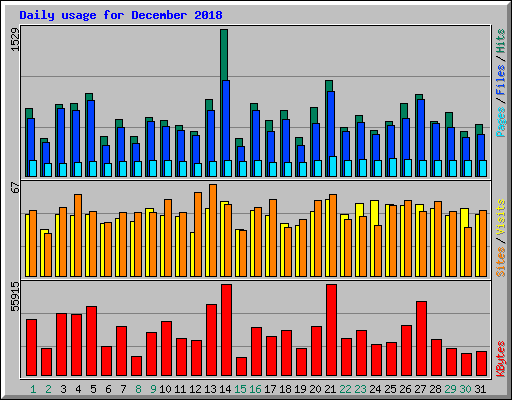 Daily usage for December 2018
1529
Pages/Files/Hits
67
Sites/Visits
55915
KBytes
1 2 3 4 5 6 7 8 9 10 11 12 13 14 15 16 17 18 19 20 21 22 23 24 25 26 27 28 29 30 31